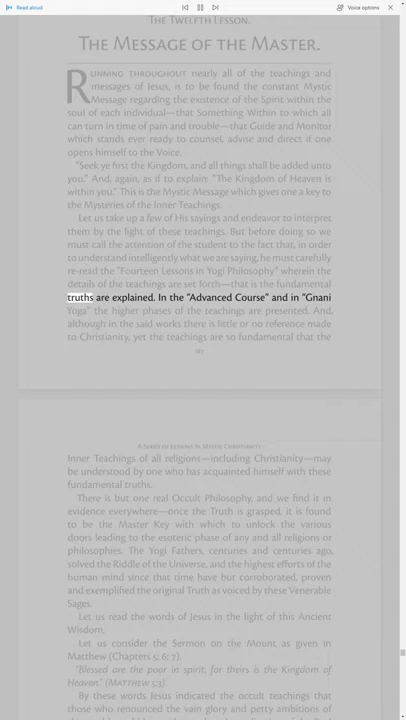 Read aloud
Voice options
The Twelfth Lesson.
The Message of the Master.
Running throughout nearly all of the teachings and
messages of Jesus, is to be found the constant Mystic
Message regarding the existence of the Spirit within the
soul of each individual—that Something Within to which all
can turn in time of pain and trouble—that Guide and Monitor
which stands ever ready to counsel, advise and direct if one
opens himself to the Voice.
"Seek ye first the Kingdom, and all things shall be added unto
you." And, again, as if to explain: "The Kingdom of Heaven is
within you." This is the Mystic Message which gives one a key to
the Mysteries of the Inner Teachings.
Let us take up a few of His sayings and endeavor to interpret
them by the light of these teachings. But before doing so we
must call the attention of the student to the fact that, in order
to understand intelligently what we are saying, he must carefully
re-read the "Fourteen Lessons in Yogi Philosophy" wherein the
details of the teachings are set forth—that is the fundamental
truths are explained. In the "Advanced Course" and in "Gnani
Yoga" the higher phases of the teachings are presented. And,
although in the said works there is little or no reference made
to Christianity, yet the teachings are so fundamental that the
A Series of Lessons in Mystic Christianity
Inner Teachings of all religions—including Christianity—may
be understood by one who has acquainted himself with these
fundamental truths.
There is but one real Occult Philosophy, and we find it in
evidence everywhere—once the Truth is grasped, it is found
to be the Master Key with which to unlock the various
doors leading to the esoteric phase of any and all religions or
philosophies. The Yogi Fathers, centuries and centuries ago,
solved the Riddle of the Universe, and the highest efforts of the
human mind since that time have but corroborated, proven
and exemplified the original Truth as voiced by these Venerable
Sages.
Let us read the words of Jesus in the light of this Ancient
Wisdom.
Let us consider the Sermon on the Mount as given in
Matthew (Chapters 5; 6; 7).
"Blessed are the poor in spirit; for theirs is the Kingdom of
Heaven." (Matthew 5:3)
By these words Jesus indicated the occult teachings that
those who renounced the vain glory and petty ambitions of